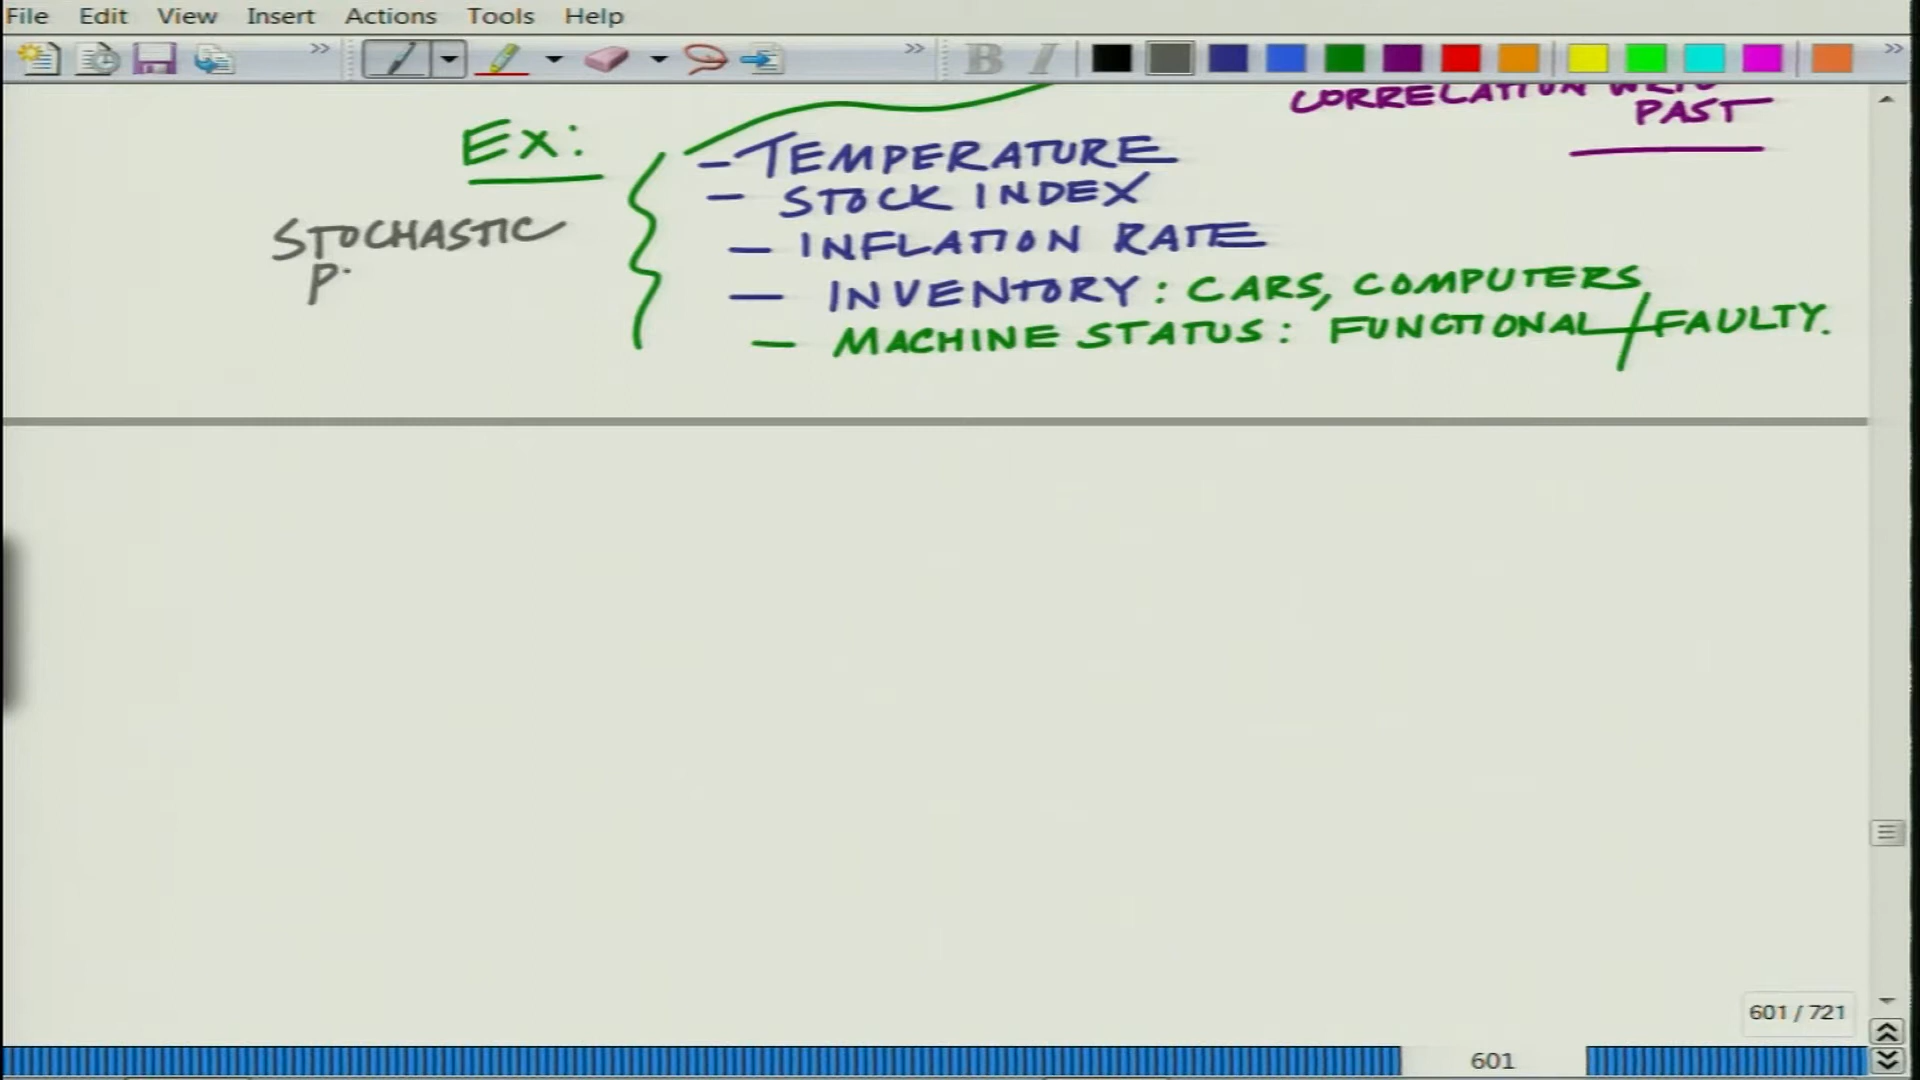 File Edit View Insert Actions Tools Help
B I
CORRELATION WITH
PAST
Ex:
- TEMPERATURE
- STOCK INDEX
STOCHASTIC
P
- INFLATION RATE
- INVENTORY : CARS, COMPUTERS
- MACHINE STATUS : FUNCTIONAL / FAULTY.
601 / 721
601